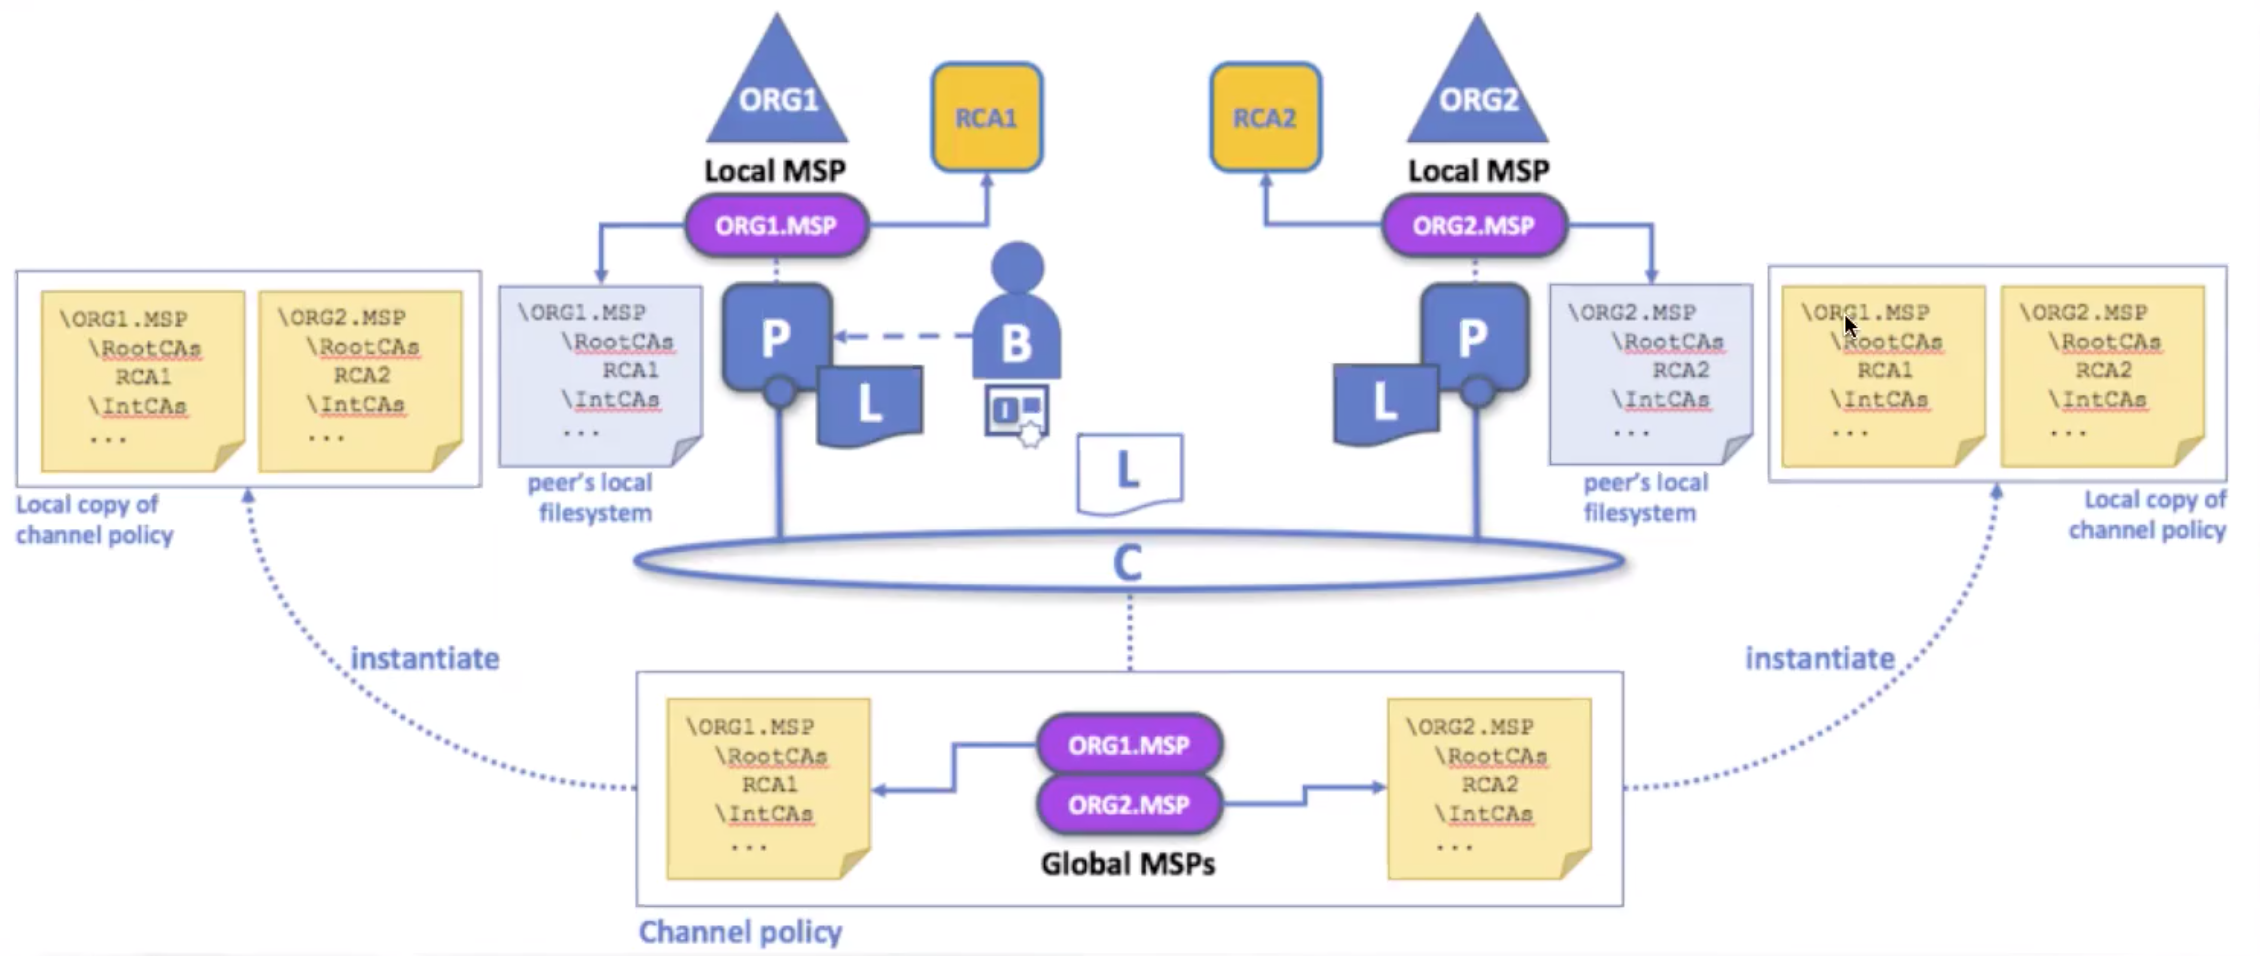 ORG1
RCA1
RCA2
ORG2
Local MSP
Local MSP
ORG1.MSP
ORG2.MSP
\ORG1.MSP
\RootCAs
RCA1
\IntCAs
...
\ORG2.MSP
\RootCAs
RCA2
\IntCAs
...
Local copy of
channel policy
\ORG1.MSP
\RootCAs
RCA1
\IntCAs
...
peer's local
filesystem
P
L
B
L
P
L
\ORG2.MSP
\RootCAs
RCA2
\IntCAs
...
peer's local
filesystem
\ORG1.MSP
\RootCAs
RCA1
\IntCAs
...
\ORG2.MSP
\RootCAs
RCA2
\IntCAs
...
Local copy of
channel policy
C
instantiate
instantiate
\ORG1.MSP
\RootCAs
RCA1
\IntCAs
...
ORG1.MSP
ORG2.MSP
Global MSPs
\ORG2.MSP
\RootCAs
RCA2
\IntCAs
...
Channel policy